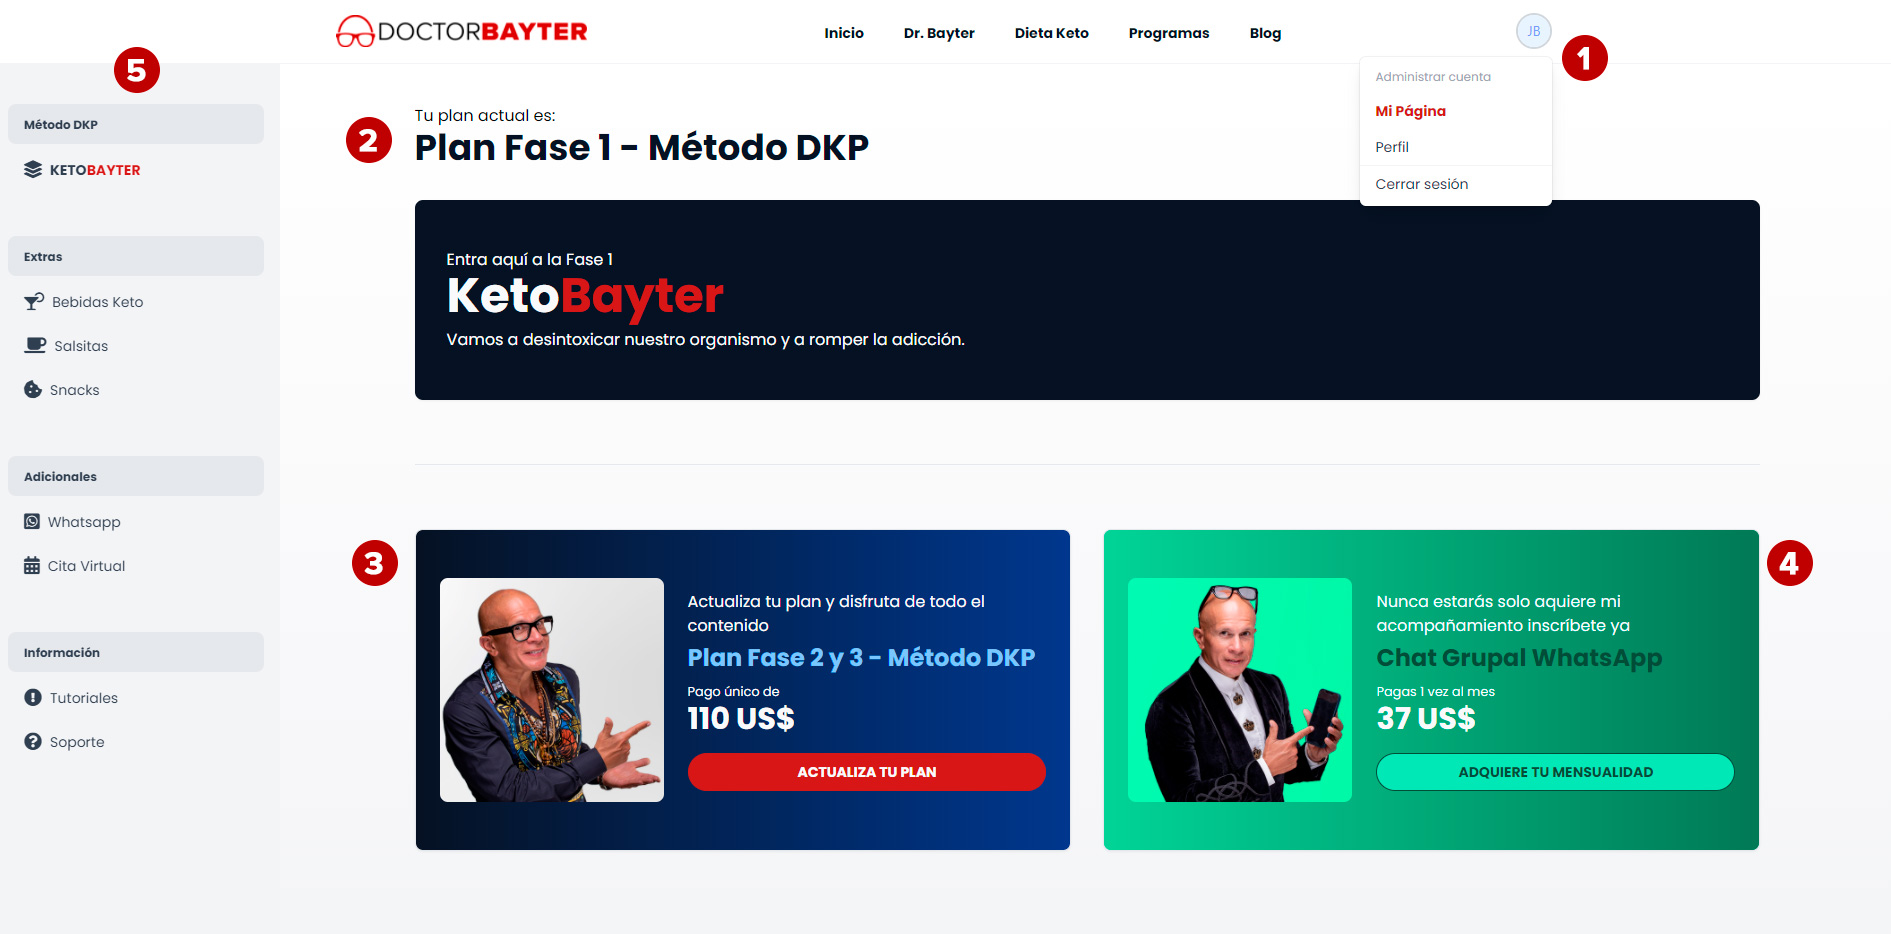 DOCTORBAYTER
Inicio
Dr. Bayter
Dieta Keto
Programas
Blog
JB
1
Administrar cuenta
Mi Página
Perfil
Cerrar sesión
5
Método DKP
KETOBAYTER
Extras
Bebidas Keto
Salsitas
Snacks
Adicionales
Whatsapp
Cita Virtual
Información
Tutoriales
Soporte
2
Tu plan actual es:
Plan Fase 1 - Método DKP
Entra aquí a la Fase 1
KetoBayter
Vamos a desintoxicar nuestro organismo y a romper la adicción.
3
Actualiza tu plan y disfruta de todo el
contenido
Plan Fase 2 y 3 - Método DKP
Pago único de
110 US$
ACTUALIZA TU PLAN
4
Nunca estarás solo aquiere mi
acompañamiento inscríbete ya
Chat Grupal WhatsApp
Pagas 1 vez al mes
37 US$
ADQUIERE TU MENSUALIDAD